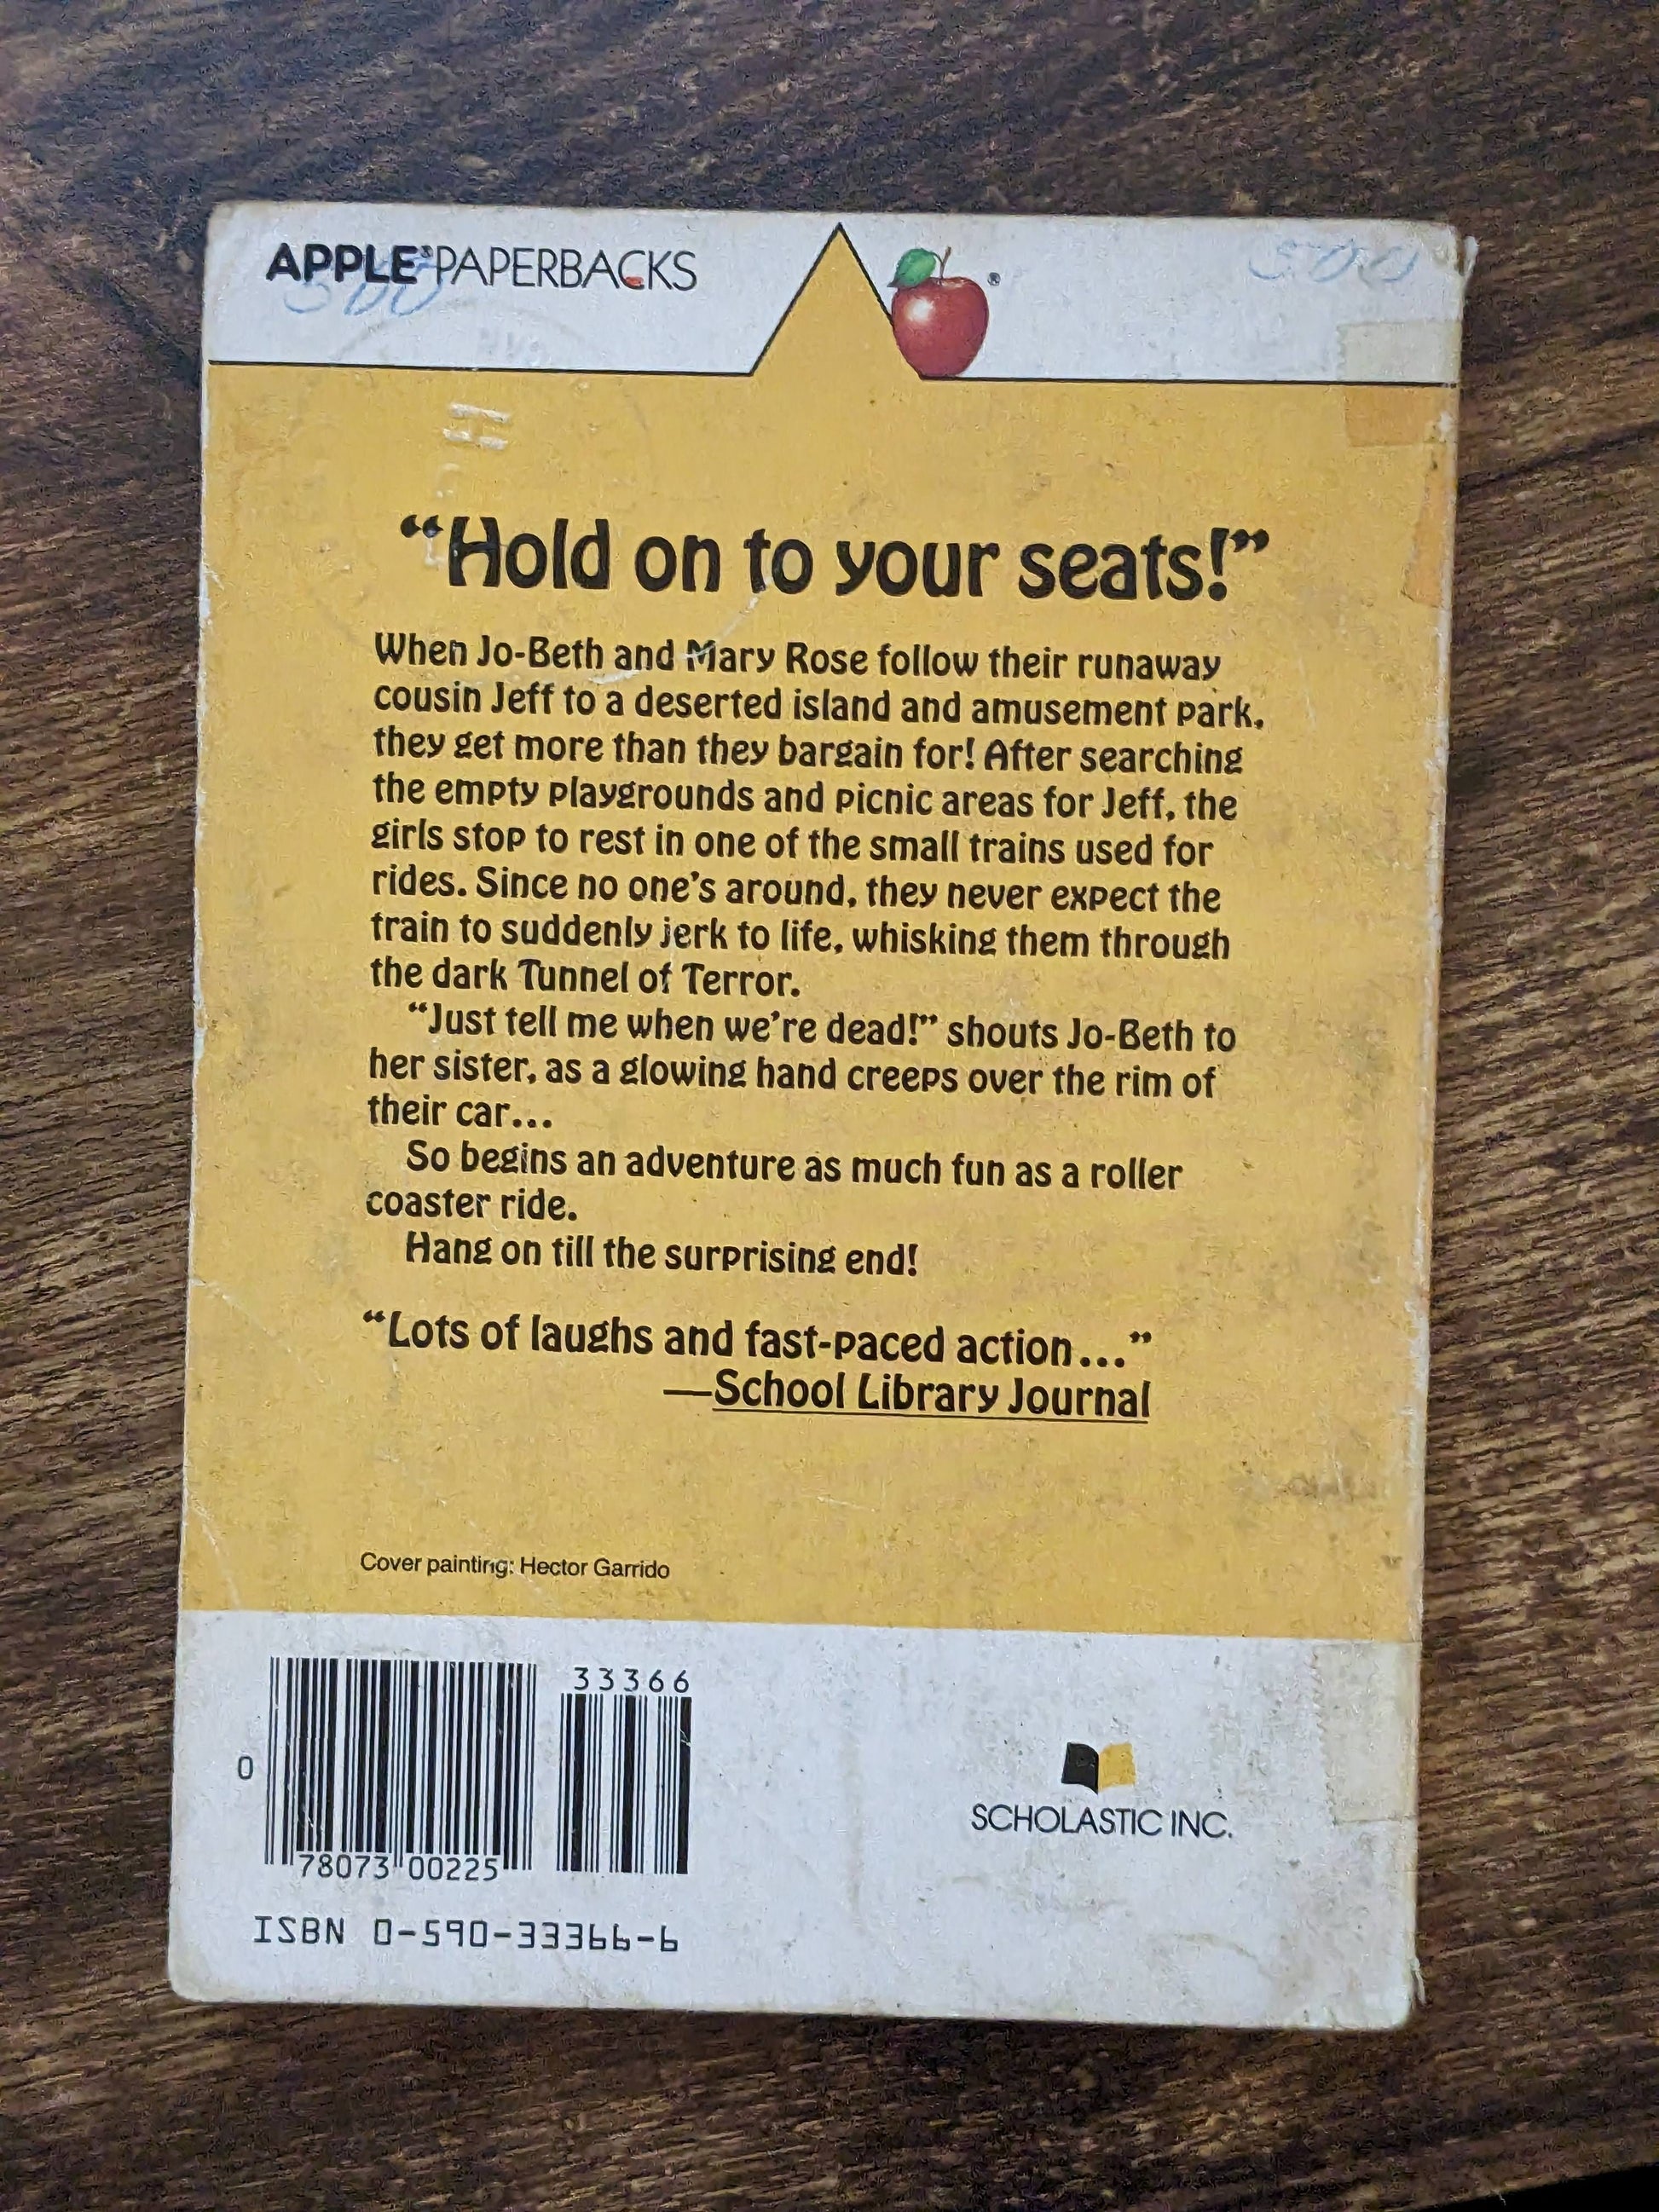 APPLE® PAPERBACKS
®
500
500
"Hold on to your seats!"
When Jo-Beth and Mary Rose follow their runaway
cousin Jeff to a deserted island and amusement park,
they get more than they bargain for! After searching
the empty playgrounds and picnic areas for Jeff, the
girls stop to rest in one of the small trains used for
rides. Since no one's around, they never expect the
train to suddenly jerk to life, whisking them through
the dark Tunnel of Terror.
"Just tell me when we're dead!" shouts Jo-Beth to
her sister, as a glowing hand creeps over the rim of
their car...
So begins an adventure as much fun as a roller
coaster ride.
Hang on till the surprising end!
"Lots of laughs and fast-paced action..."
—School Library Journal
Cover painting: Hector Garrido
33366
0
78073 00225
ISBN 0-590-33366-6
SCHOLASTIC INC.